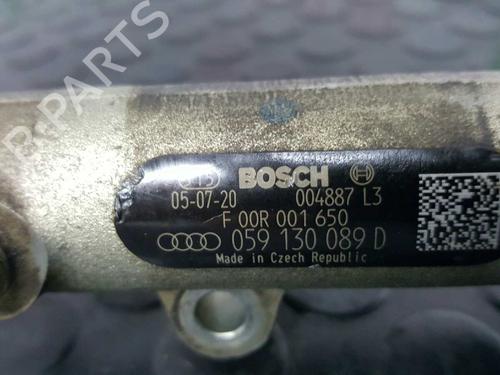 B-PARTS
BOSCH
05-07-20 004887 L3
F 00R 001 650
059 130 089 D
Made in Czech Republic